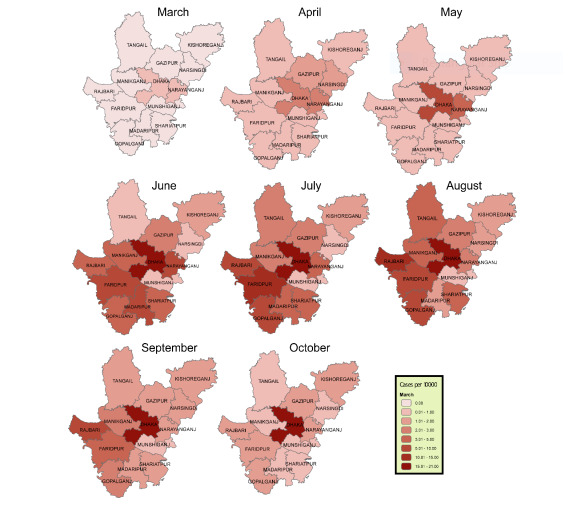 March
April
May
KISHOREGANJ
TANGAIL
GAZIPUR
NARSINGDI
MANIKGANJ
DHAKA
NARAYANGANJ
RAJBARI
FARIDPUR
MUNSHIGANJ
SHARIATPUR
MADARIPUR
GOPALGANJ
KISHOREGANJ
TANGAIL
GAZIPUR
NARSINGDI
MANIKGANJ
DHAKA
NARAYANGANJ
RAJBARI
FARIDPUR
MUNSHIGANJ
SHARIATPUR
MADARIPUR
GOPALGANJ
KISHOREGANJ
TANGAIL
GAZIPUR
NARSINGDI
MANIKGANJ
DHAKA
NARAYANGANJ
RAJBARI
FARIDPUR
MUNSHIGANJ
SHARIATPUR
MADARIPUR
GOPALGANJ
June
July
August
TANGAIL
KISHOREGANJ
GAZIPUR
NARSINGDI
MANIKGANJ
DHAKA
NARAYANGANJ
RAJBARI
FARIDPUR
MUNSHIGANJ
SHARIATPUR
MADARIPUR
GOPALGANJ
TANGAIL
KISHOREGANJ
GAZIPUR
NARSINGDI
MANIKGANJ
DHAKA
NARAYANGANJ
RAJBARI
FARIDPUR
MUNSHIGANJ
SHARIATPUR
MADARIPUR
GOPALGANJ
TANGAIL
KISHOREGANJ
GAZIPUR
NARSINGDI
MANIKGANJ
DHAKA
NARAYANGANJ
RAJBARI
FARIDPUR
MUNSHIGANJ
SHARIATPUR
MADARIPUR
GOPALGANJ
September
October
TANGAIL
KISHOREGANJ
GAZIPUR
NARSINGDI
MANIKGANJ
DHAKA
NARAYANGANJ
RAJBARI
FARIDPUR
MUNSHIGANJ
SHARIATPUR
MADARIPUR
GOPALGANJ
TANGAIL
KISHOREGANJ
GAZIPUR
NARSINGDI
MANIKGANJ
DHAKA
NARAYANGANJ
RAJBARI
FARIDPUR
MUNSHIGANJ
SHARIATPUR
MADARIPUR
GOPALGANJ
Cases per 10000
March
0.00
0.01 - 1.00
1.01 - 2.00
2.01 - 3.00
3.01 - 5.00
5.01 - 10.00
10.01 - 15.00
15.01 - 21.00